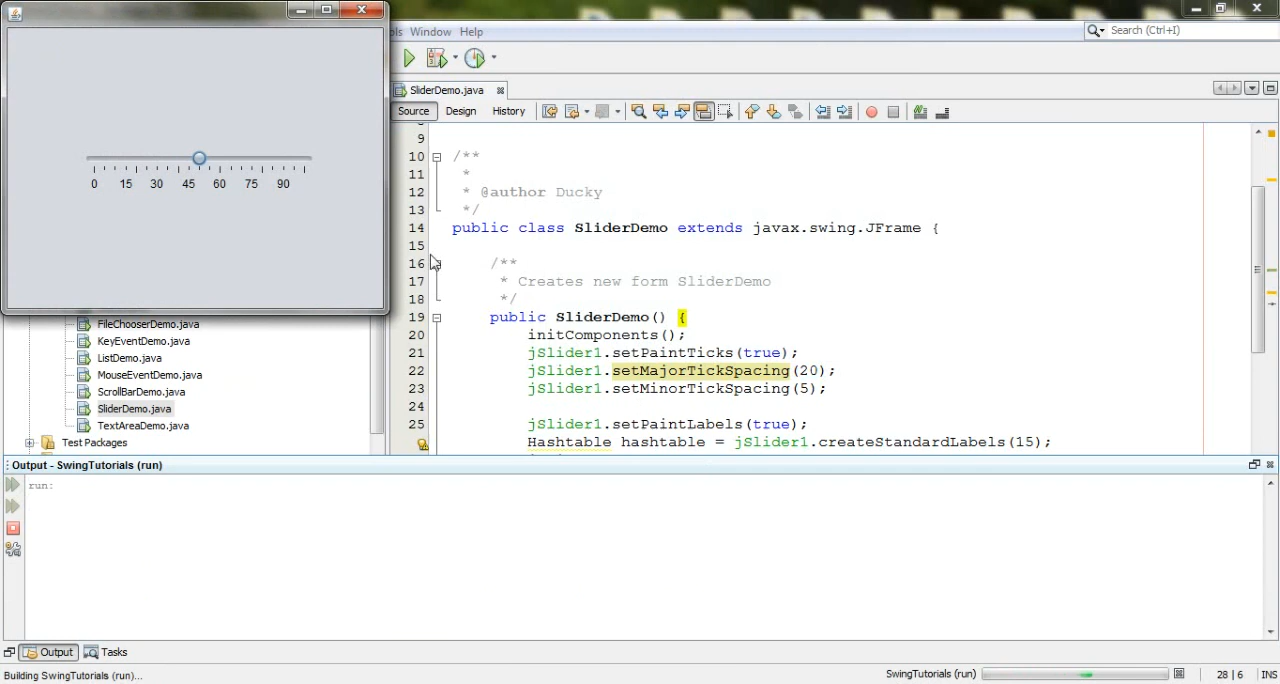 ols Window Help
Search (Ctrl+I)
SliderDemo.java
Source Design History
0 15 30 45 60 75 90
9
10 /**
11 *
12 * @author Ducky
13 */
14 public class SliderDemo extends javax.swing.JFrame {
15
16 /**
17 * Creates new form SliderDemo
18 */
19 public SliderDemo() {
20 initComponents();
21 jSlider1.setPaintTicks(true);
22 jSlider1.setMajorTickSpacing(20);
23 jSlider1.setMinorTickSpacing(5);
24
25 jSlider1.setPaintLabels(true);
Hashtable hashtable = jSlider1.createStandardLabels(15);
FileChooserDemo.java
KeyEventDemo.java
ListDemo.java
MouseEventDemo.java
ScrollBarDemo.java
SliderDemo.java
TextAreaDemo.java
Test Packages
Output - SwingTutorials (run)
run:
Output Tasks
Building SwingTutorials (run)...
SwingTutorials (run)
28 | 6 INS